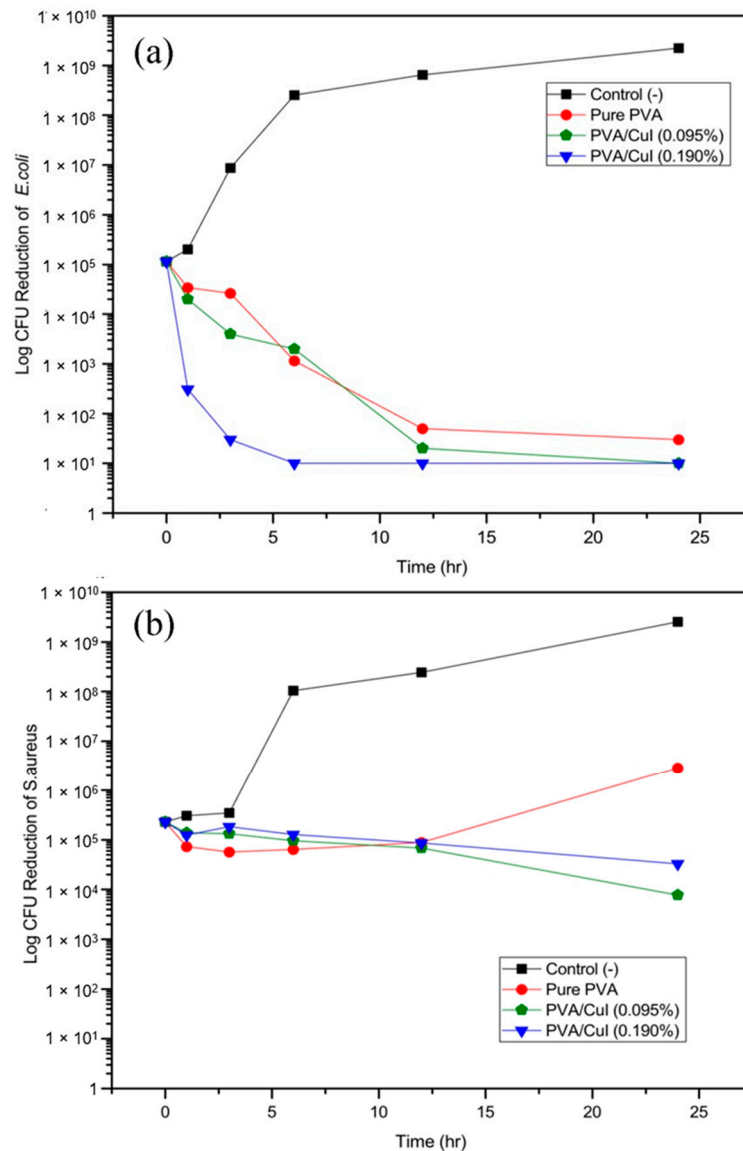 (a)
1 × 10¹⁰
1 × 10⁹
1 × 10⁸
1 × 10⁷
1 × 10⁶
1 × 10⁵
1 × 10⁴
1 × 10³
1 × 10²
1 × 10¹
1
Log CFU Reduction of E.coli
Control (-)
Pure PVA
PVA/CuI (0.095%)
PVA/CuI (0.190%)
0 5 10 15 20 25
Time (hr)
(b)
1 × 10¹⁰
1 × 10⁹
1 × 10⁸
1 × 10⁷
1 × 10⁶
1 × 10⁵
1 × 10⁴
1 × 10³
1 × 10²
1 × 10¹
1
Log CFU Reduction of S.aureus
Control (-)
Pure PVA
PVA/CuI (0.095%)
PVA/CuI (0.190%)
0 5 10 15 20 25
Time (hr)